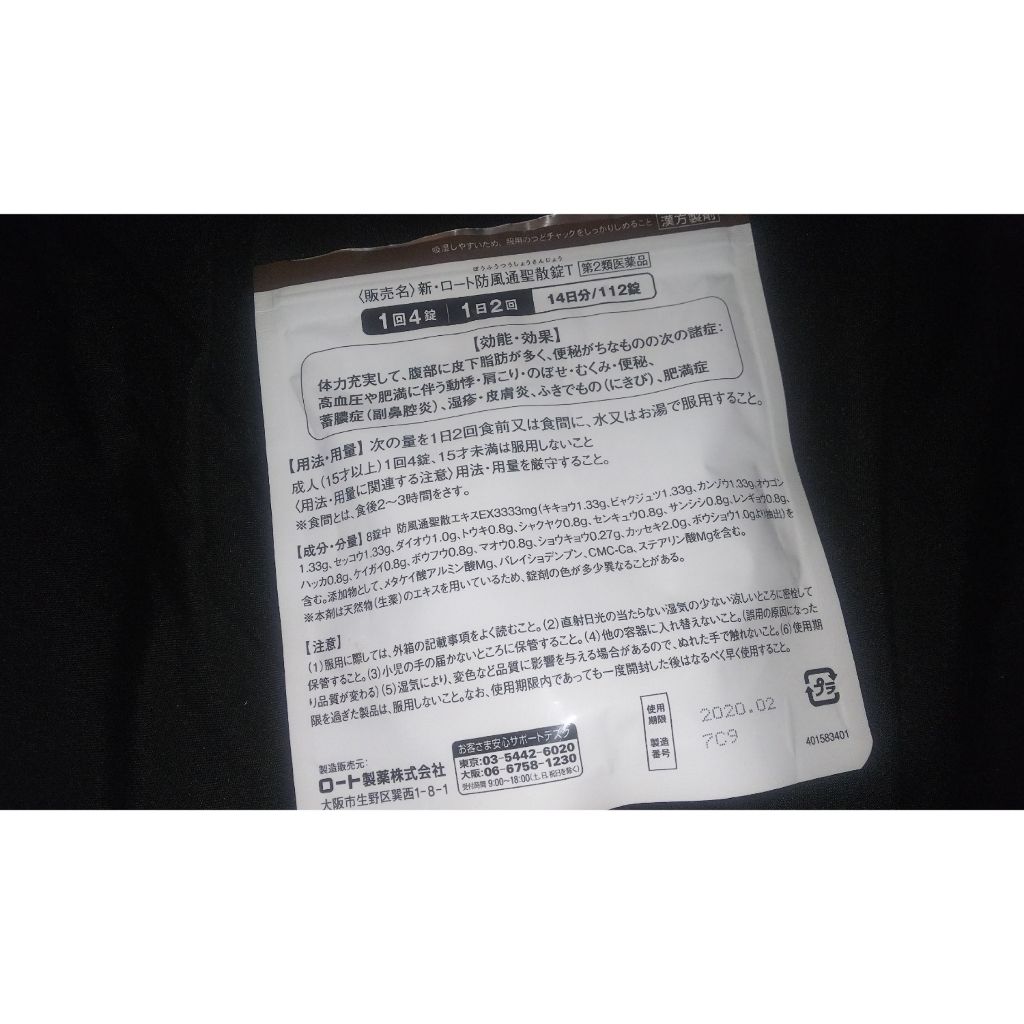 吸湿しやすいため、服用のつどチャックをしっかりしめること 漢方製剤
ぼうふうつうしょうさんじょう
〈販売名〉新・ロート防風通聖散錠T 第2類医薬品
1回4錠 1日2回 14日分/112錠
【効能・効果】
体力充実して、腹部に皮下脂肪が多く、便秘がちなものの次の諸症:
高血圧や肥満に伴う動悸・肩こり・のぼせ・むくみ・便秘、
蓄膿症(副鼻腔炎)、湿疹・皮膚炎、ふきでもの(にきび)、肥満症
【用法・用量】次の量を1日2回食前又は食間に、水又はお湯で服用すること。
成人(15才以上)1回4錠、15才未満は服用しないこと
〈用法・用量に関連する注意〉用法・用量を厳守すること。
※食間とは、食後2〜3時間をさす。
【成分・分量】8錠中 防風通聖散エキスEX3333mg(キキョウ1.33g、ビャクジュツ1.33g、カンゾウ1.33g、オウゴン
1.33g、セッコウ1.33g、ダイオウ1.0g、トウキ0.8g、シャクヤク0.8g、センキュウ0.8g、サンシシ0.8g、レンギョウ0.8g、
ハッカ0.8g、ケイガイ0.8g、ボウフウ0.8g、マオウ0.8g、ショウキョウ0.27g、カッセキ2.0g、ボウショウ1.0gより抽出)を
含む。添加物として、メタケイ酸アルミン酸Mg、バレイショデンプン、CMC-Ca、ステアリン酸Mgを含む。
※本剤は天然物(生薬)のエキスを用いているため、錠剤の色が多少異なることがある。
【注意】
(1)服用に際しては、外箱の記載事項をよく読むこと。(2)直射日光の当たらない湿気の少ない涼しいところに密栓して
保管すること。(3)小児の手の届かないところに保管すること。(4)他の容器に入れ替えないこと。(誤用の原因になった
り品質が変わる)(5)湿気により、変色など品質に影響を与える場合があるので、ぬれた手で触れないこと。(6)使用期
限を過ぎた製品は、服用しないこと。なお、使用期限内であっても一度開封した後はなるべく早く使用すること。
プラ
使用期限 2020.02
製造番号 7C9
401583401
製造販売元:
ロート製薬株式会社
大阪市生野区巽西1-8-1
お客さま安心サポートデスク
東京:03-5442-6020
大阪:06-6758-1230
受付時間 9:00〜18:00(土、日、祝日を除く)